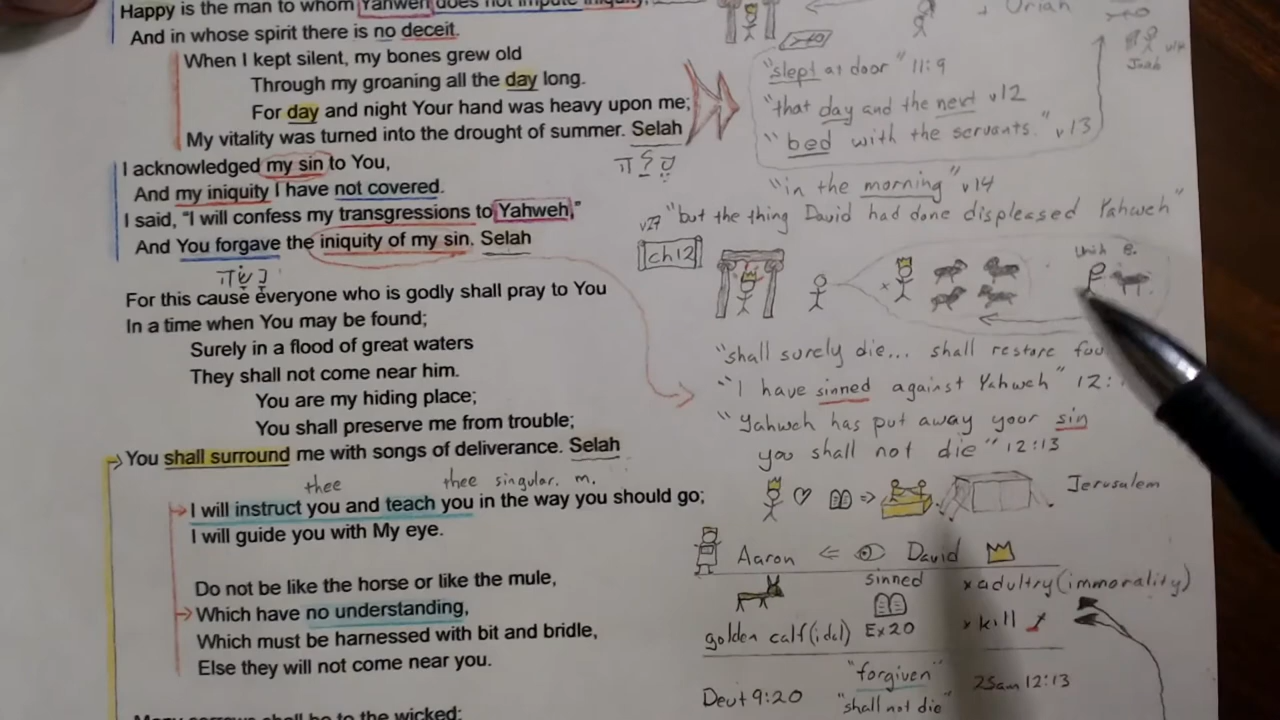 Happy is the man to whom Yahweh does not impute iniquity,
And in whose spirit there is no deceit.
When I kept silent, my bones grew old
Through my groaning all the day long.
For day and night Your hand was heavy upon me;
My vitality was turned into the drought of summer. Selah
I acknowledged my sin to You,
And my iniquity I have not covered.
I said, “I will confess my transgressions to Yahweh,”
And You forgave the iniquity of my sin. Selah
For this cause everyone who is godly shall pray to You
In a time when You may be found;
Surely in a flood of great waters
They shall not come near him.
You are my hiding place;
You shall preserve me from trouble;
You shall surround me with songs of deliverance. Selah
thee thee singular. m.
I will instruct you and teach you in the way you should go;
I will guide you with My eye.
Do not be like the horse or like the mule,
Which have no understanding,
Which must be harnessed with bit and bridle,
Else they will not come near you.
Many sorrows shall be to the wicked:
Uriah
Joab
"slept at door" 11:9
"that day and the next v12
"bed with the servants." v13
"in the morning" v14
v27 "but the thing David had done displeased Yahweh"
ch12
"shall surely die... shall restore
"I have sinned against Yahweh" 12:
"Yahweh has put away your sin
you shall not die" 12:13
Jerusalem
Aaron ⇐ David
sinned
x adultry (immorality)
golden calf (idol) Ex 20 x kill
"forgiven"
Deut 9:20 "shall not die" 2Sam 12:13